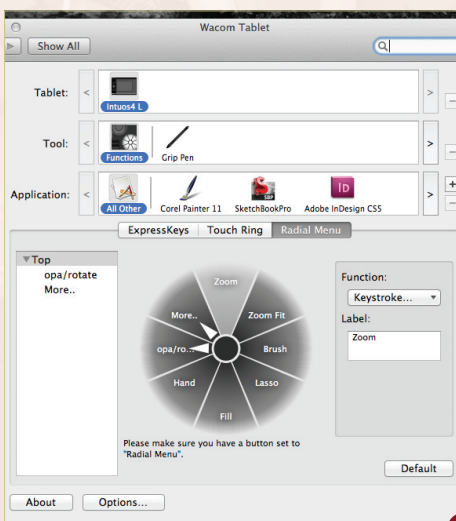 Wacom Tablet
Show All
Tablet:
Intuos4 L
Tool:
Functions
Grip Pen
Application:
All Other
Corel Painter 11
SketchBookPro
Adobe InDesign CS5
ExpressKeys
Touch Ring
Radial Menu
Top
opa/rotate
More..
Zoom
Zoom Fit
Brush
Lasso
Fill
Hand
opa/ro...
More..
Function:
Keystroke...
Label:
Zoom
Please make sure you have a button set to
"Radial Menu".
Default
About
Options...